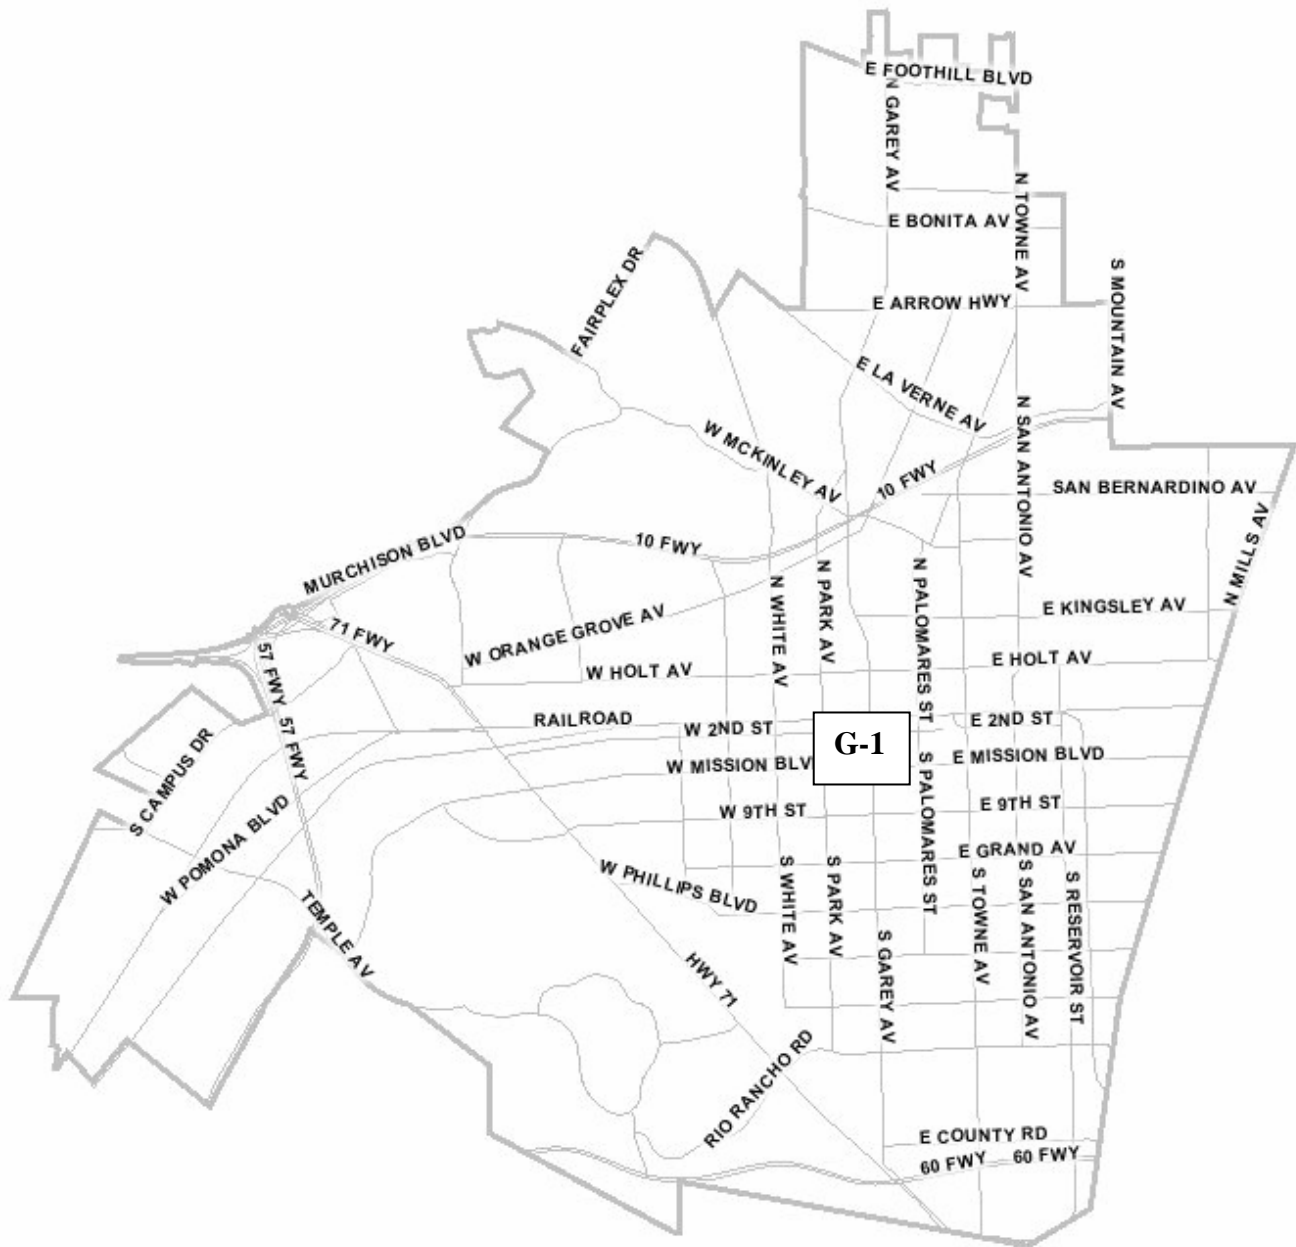 E FOOTHILL BLVD
N GAREY AV
N TOWNE AV
E BONITA AV
FAIRPLEX DR
S MOUNTAIN AV
E ARROW HWY
E LA VERNE AV
W MCKINLEY AV
N SAN ANTONIO AV
10 FWY
SAN BERNARDINO AV
N MILLS AV
MURCHISON BLVD
10 FWY
N WHITE AV
N PARK AV
N PALOMARES ST
E KINGSLEY AV
71 FWY
W ORANGE GROVE AV
57 FWY
W HOLT AV
E HOLT AV
RAILROAD
W 2ND ST
E 2ND ST
G-1
57 FWY
S CAMPUS DR
W MISSION BLV
S PALOMARES ST
E MISSION BLVD
W POMONA BLVD
W 9TH ST
E 9TH ST
E GRAND AV
W PHILLIPS BLVD
S WHITE AV
S PARK AV
S TOWNE AV
S SAN ANTONIO AV
S RESERVOIR ST
TEMPLE AV
S GAREY AV
HWY 71
RIO RANCHO RD
E COUNTY RD
60 FWY
60 FWY